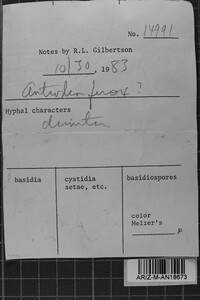 No. 14991
Notes by R.L. Gilbertson
10/30, 1983
Antrodia ferox ?
Hyphal characters
dimitic
basidia cystidia basidiospores
setae, etc.
color
Melzer's
μ
ARIZ-M-AN18673